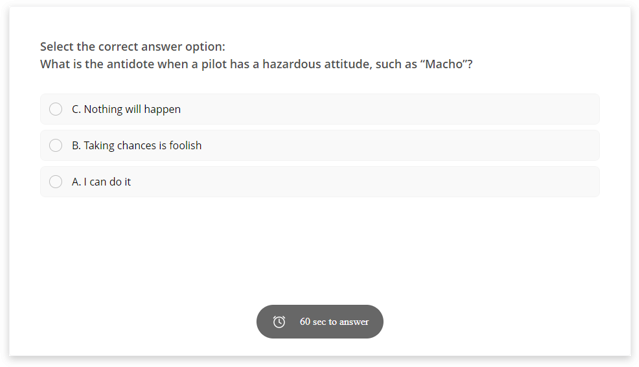 Select the correct answer option:
What is the antidote when a pilot has a hazardous attitude, such as “Macho”?
C. Nothing will happen
B. Taking chances is foolish
A. I can do it
60 sec to answer